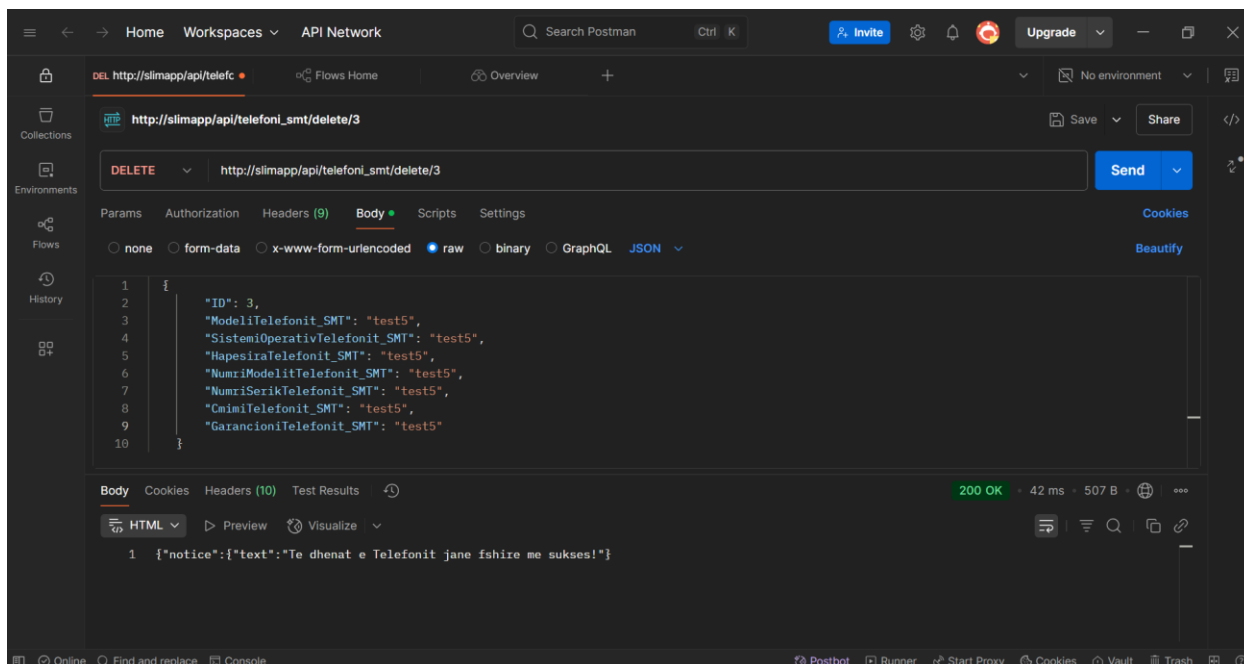 Home Workspaces API Network Search Postman Ctrl K Invite Upgrade
DEL http://slimapp/api/telefc Flows Home Overview No environment
HTTP http://slimapp/api/telefoni_smt/delete/3 Save Share
Collections
Environments
Flows
History
DELETE http://slimapp/api/telefoni_smt/delete/3 Send
Params Authorization Headers (9) Body Scripts Settings Cookies
none form-data x-www-form-urlencoded raw binary GraphQL JSON Beautify
1 {
2 "ID": 3,
3 "ModeliTelefonit_SMT": "test5",
4 "SistemiOperativTelefonit_SMT": "test5",
5 "HapesiraTelefonit_SMT": "test5",
6 "NumriModelitTelefonit_SMT": "test5",
7 "NumriSerikTelefonit_SMT": "test5",
8 "CmimiTelefonit_SMT": "test5",
9 "GarancioniTelefonit_SMT": "test5"
10 }
Body Cookies Headers (10) Test Results 200 OK 42 ms 507 B
HTML Preview Visualize
1 {"notice":{"text":"Te dhenat e Telefonit jane fshire me sukses!"}
Online Find and replace Console Postbot Runner Start Proxy Cookies Vault Trash